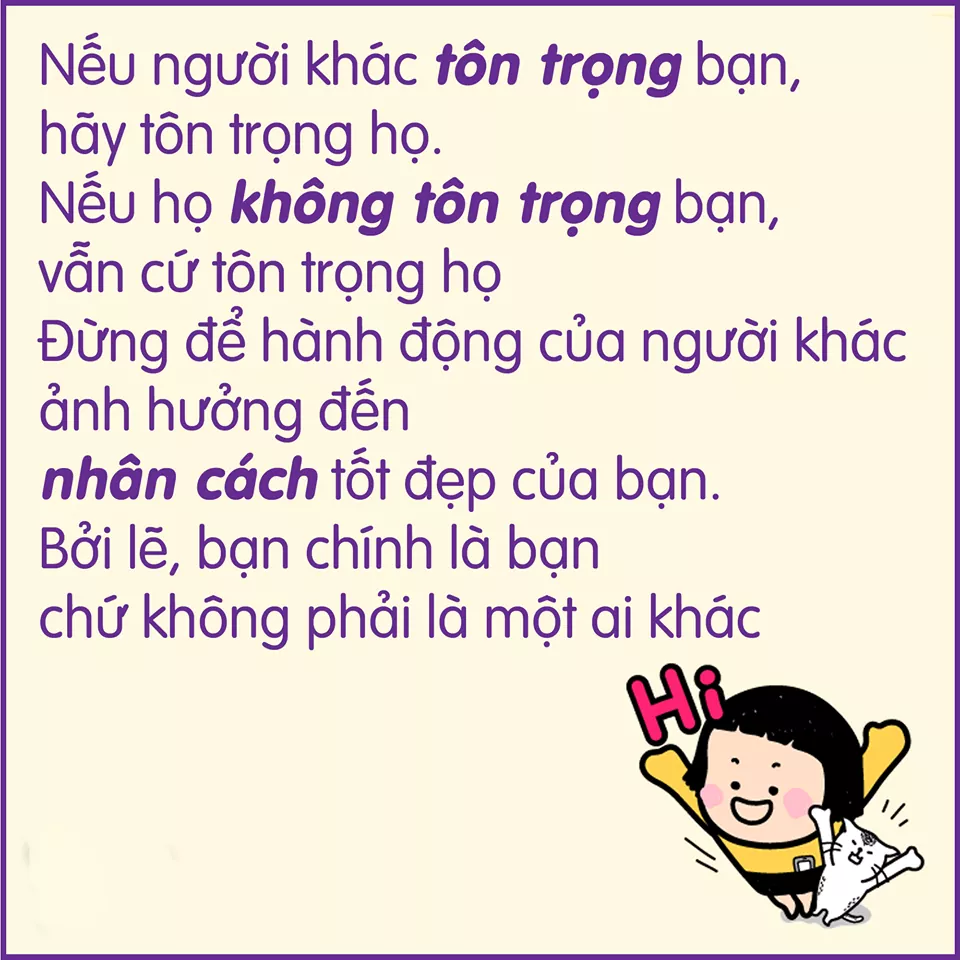 Nếu người khác tôn trọng bạn,
hãy tôn trọng họ.
Nếu họ không tôn trọng bạn,
vẫn cứ tôn trọng họ
Đừng để hành động của người khác
ảnh hưởng đến
nhân cách tốt đẹp của bạn.
Bởi lẽ, bạn chính là bạn
chứ không phải là một ai khác
Hi